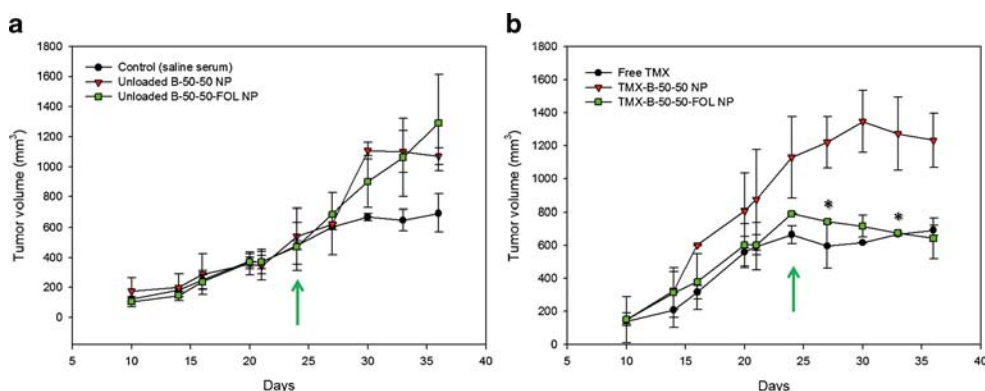 a
1800
1600
1400
1200
1000
800
600
400
200
0
Tumor volume (mm³)
Control (saline serum)
Unloaded B-50-50 NP
Unloaded B-50-50-FOL NP
5 10 15 20 25 30 35 40
Days
b
1800
1600
1400
1200
1000
800
600
400
200
0
Tumor volume (mm³)
Free TMX
TMX-B-50-50 NP
TMX-B-50-50-FOL NP
* *
5 10 15 20 25 30 35 40
Days